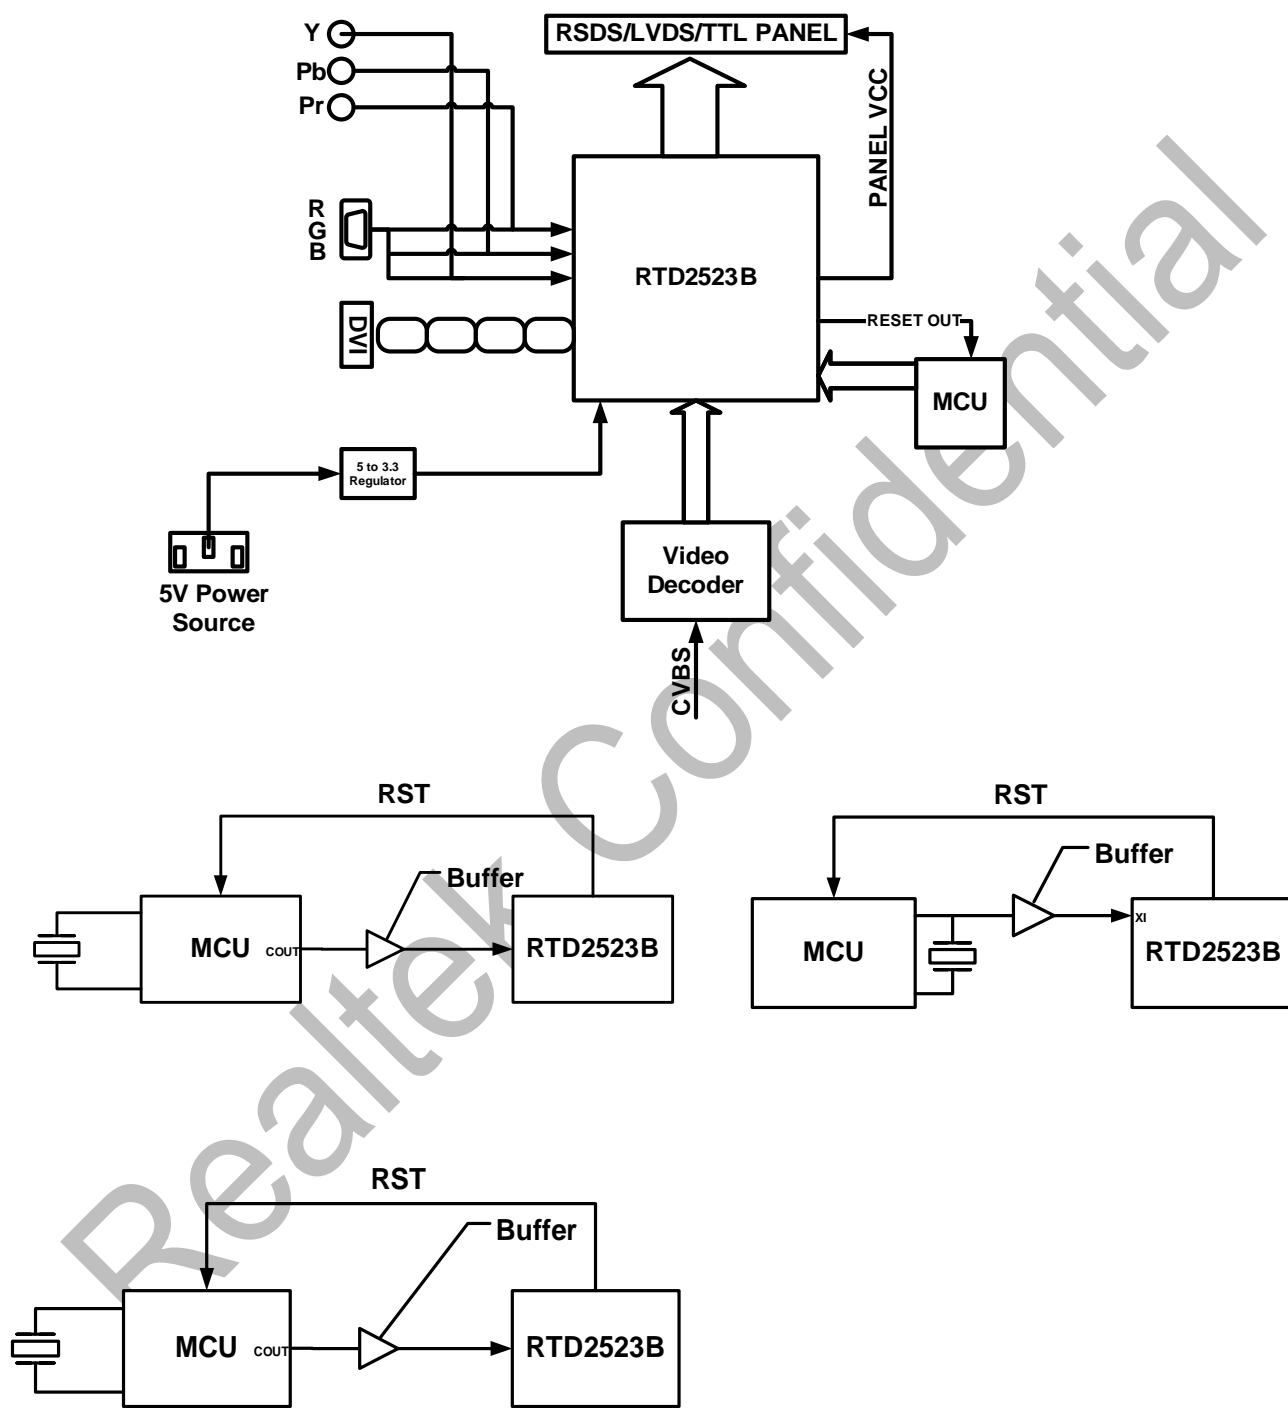 Y
Pb
Pr
RSDS/LVDS/TTL PANEL
PANEL VCC
R
G
B
RTD2523B
DVI
RESET OUT
MCU
5 to 3.3
Regulator
5V Power
Source
Video
Decoder
CVBS
RST
Buffer
MCU
COUT
RTD2523B
RST
Buffer
MCU
XI
RTD2523B
RST
Buffer
MCU
COUT
RTD2523B
Realtek Confidential